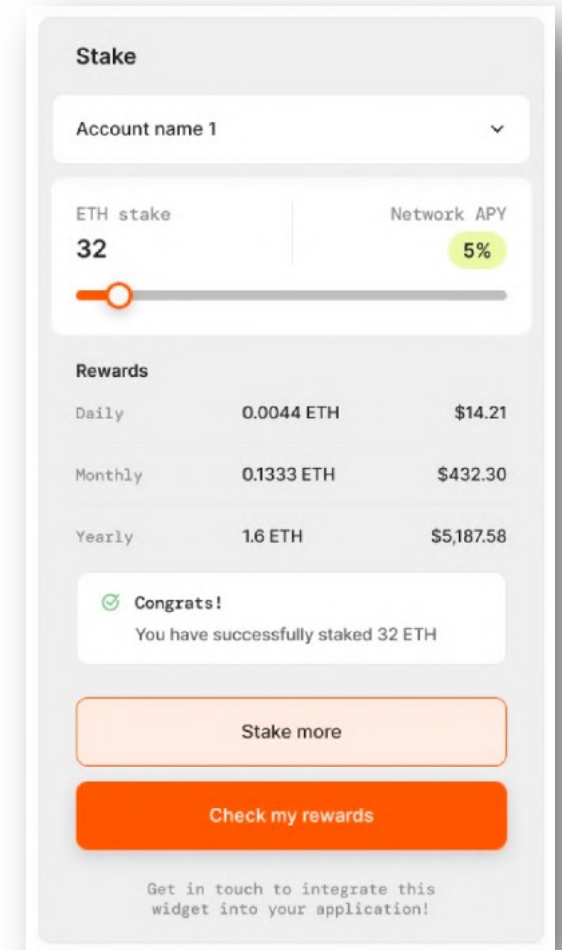 Stake
Account name 1
ETH stake
Network APY
32
5%
Rewards
Daily 0.0044 ETH $14.21
Monthly 0.1333 ETH $432.30
Yearly 1.6 ETH $5,187.58
Congrats!
You have successfully staked 32 ETH
Stake more
Check my rewards
Get in touch to integrate this
widget into your application!